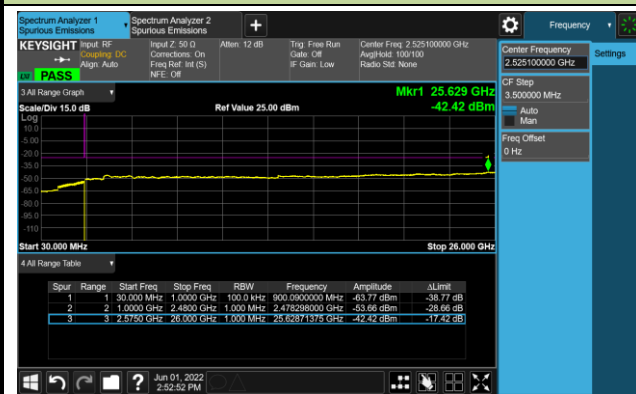 Spectrum Analyzer 1
Spurious Emissions
Spectrum Analyzer 2
Spurious Emissions
+
Frequency
KEYSIGHT
Input: RF
Coupling: DC
Align: Auto
Input Z: 50 Ω
Corrections: On
Freq Ref: Int (S)
NFE: Off
Atten: 12 dB
Trig: Free Run
Gate: Off
IF Gain: Low
Center Freq: 2.525100000 GHz
Avg|Hold: 100/100
Radio Std: None
PASS
Center Frequency
2.525100000 GHz
Settings
CF Step
3.500000 MHz
Auto
Man
Freq Offset
0 Hz
3 All Range Graph
Mkr1 25.629 GHz
-42.42 dBm
Scale/Div 15.0 dB
Ref Value 25.00 dBm
Log
10.0
-5.00
-20.0
-35.0
-50.0
-65.0
-80.0
-95.0
-110
1
Start 30.000 MHz
Stop 26.000 GHz
4 All Range Table
Spur Range Start Freq Stop Freq RBW Frequency Amplitude ΔLimit
1 1 30.000 MHz 1.0000 GHz 100.0 kHz 900.0900000 MHz -63.77 dBm -38.77 dB
2 2 1.0000 GHz 2.4800 GHz 1.000 MHz 2.478298000 GHz -53.66 dBm -28.66 dB
3 3 2.5750 GHz 26.000 GHz 1.000 MHz 25.62871375 GHz -42.42 dBm -17.42 dB
?
Jun 01, 2022
2:52:52 PM